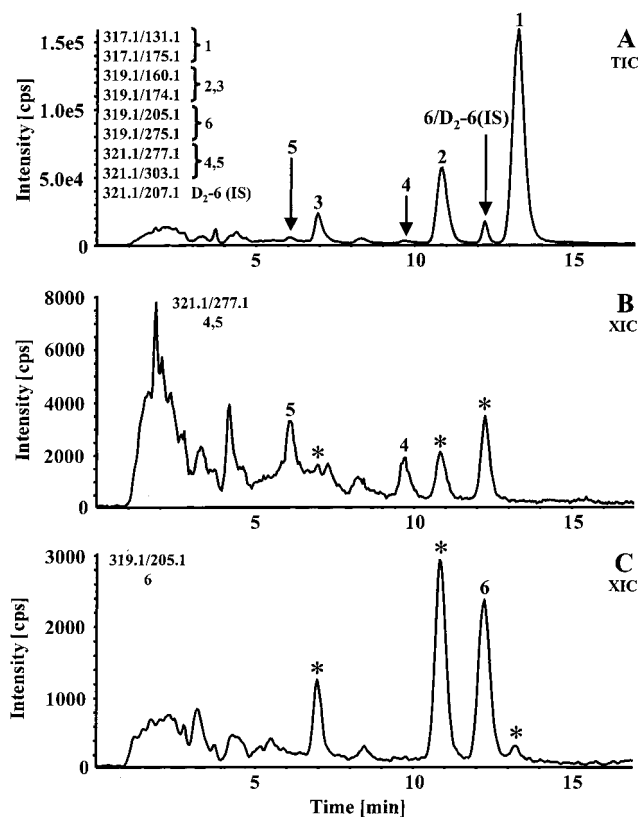 A
TIC
Intensity [cps]
1.5e5
1.0e5
5.0e4
0
317.1/131.1
317.1/175.1
1
319.1/160.1
319.1/174.1
2,3
319.1/205.1
319.1/275.1
6
321.1/277.1
321.1/303.1
4,5
321.1/207.1 D₂-6 (IS)
5
3
4
2
6/D₂-6(IS)
1
5 10 15
B
XIC
Intensity [cps]
8000
6000
4000
2000
0
321.1/277.1
4,5
5
*
4
*
*
5 10 15
C
XIC
Intensity [cps]
3000
2000
1000
0
319.1/205.1
6
*
*
6
*
5 10 15
Time [min]